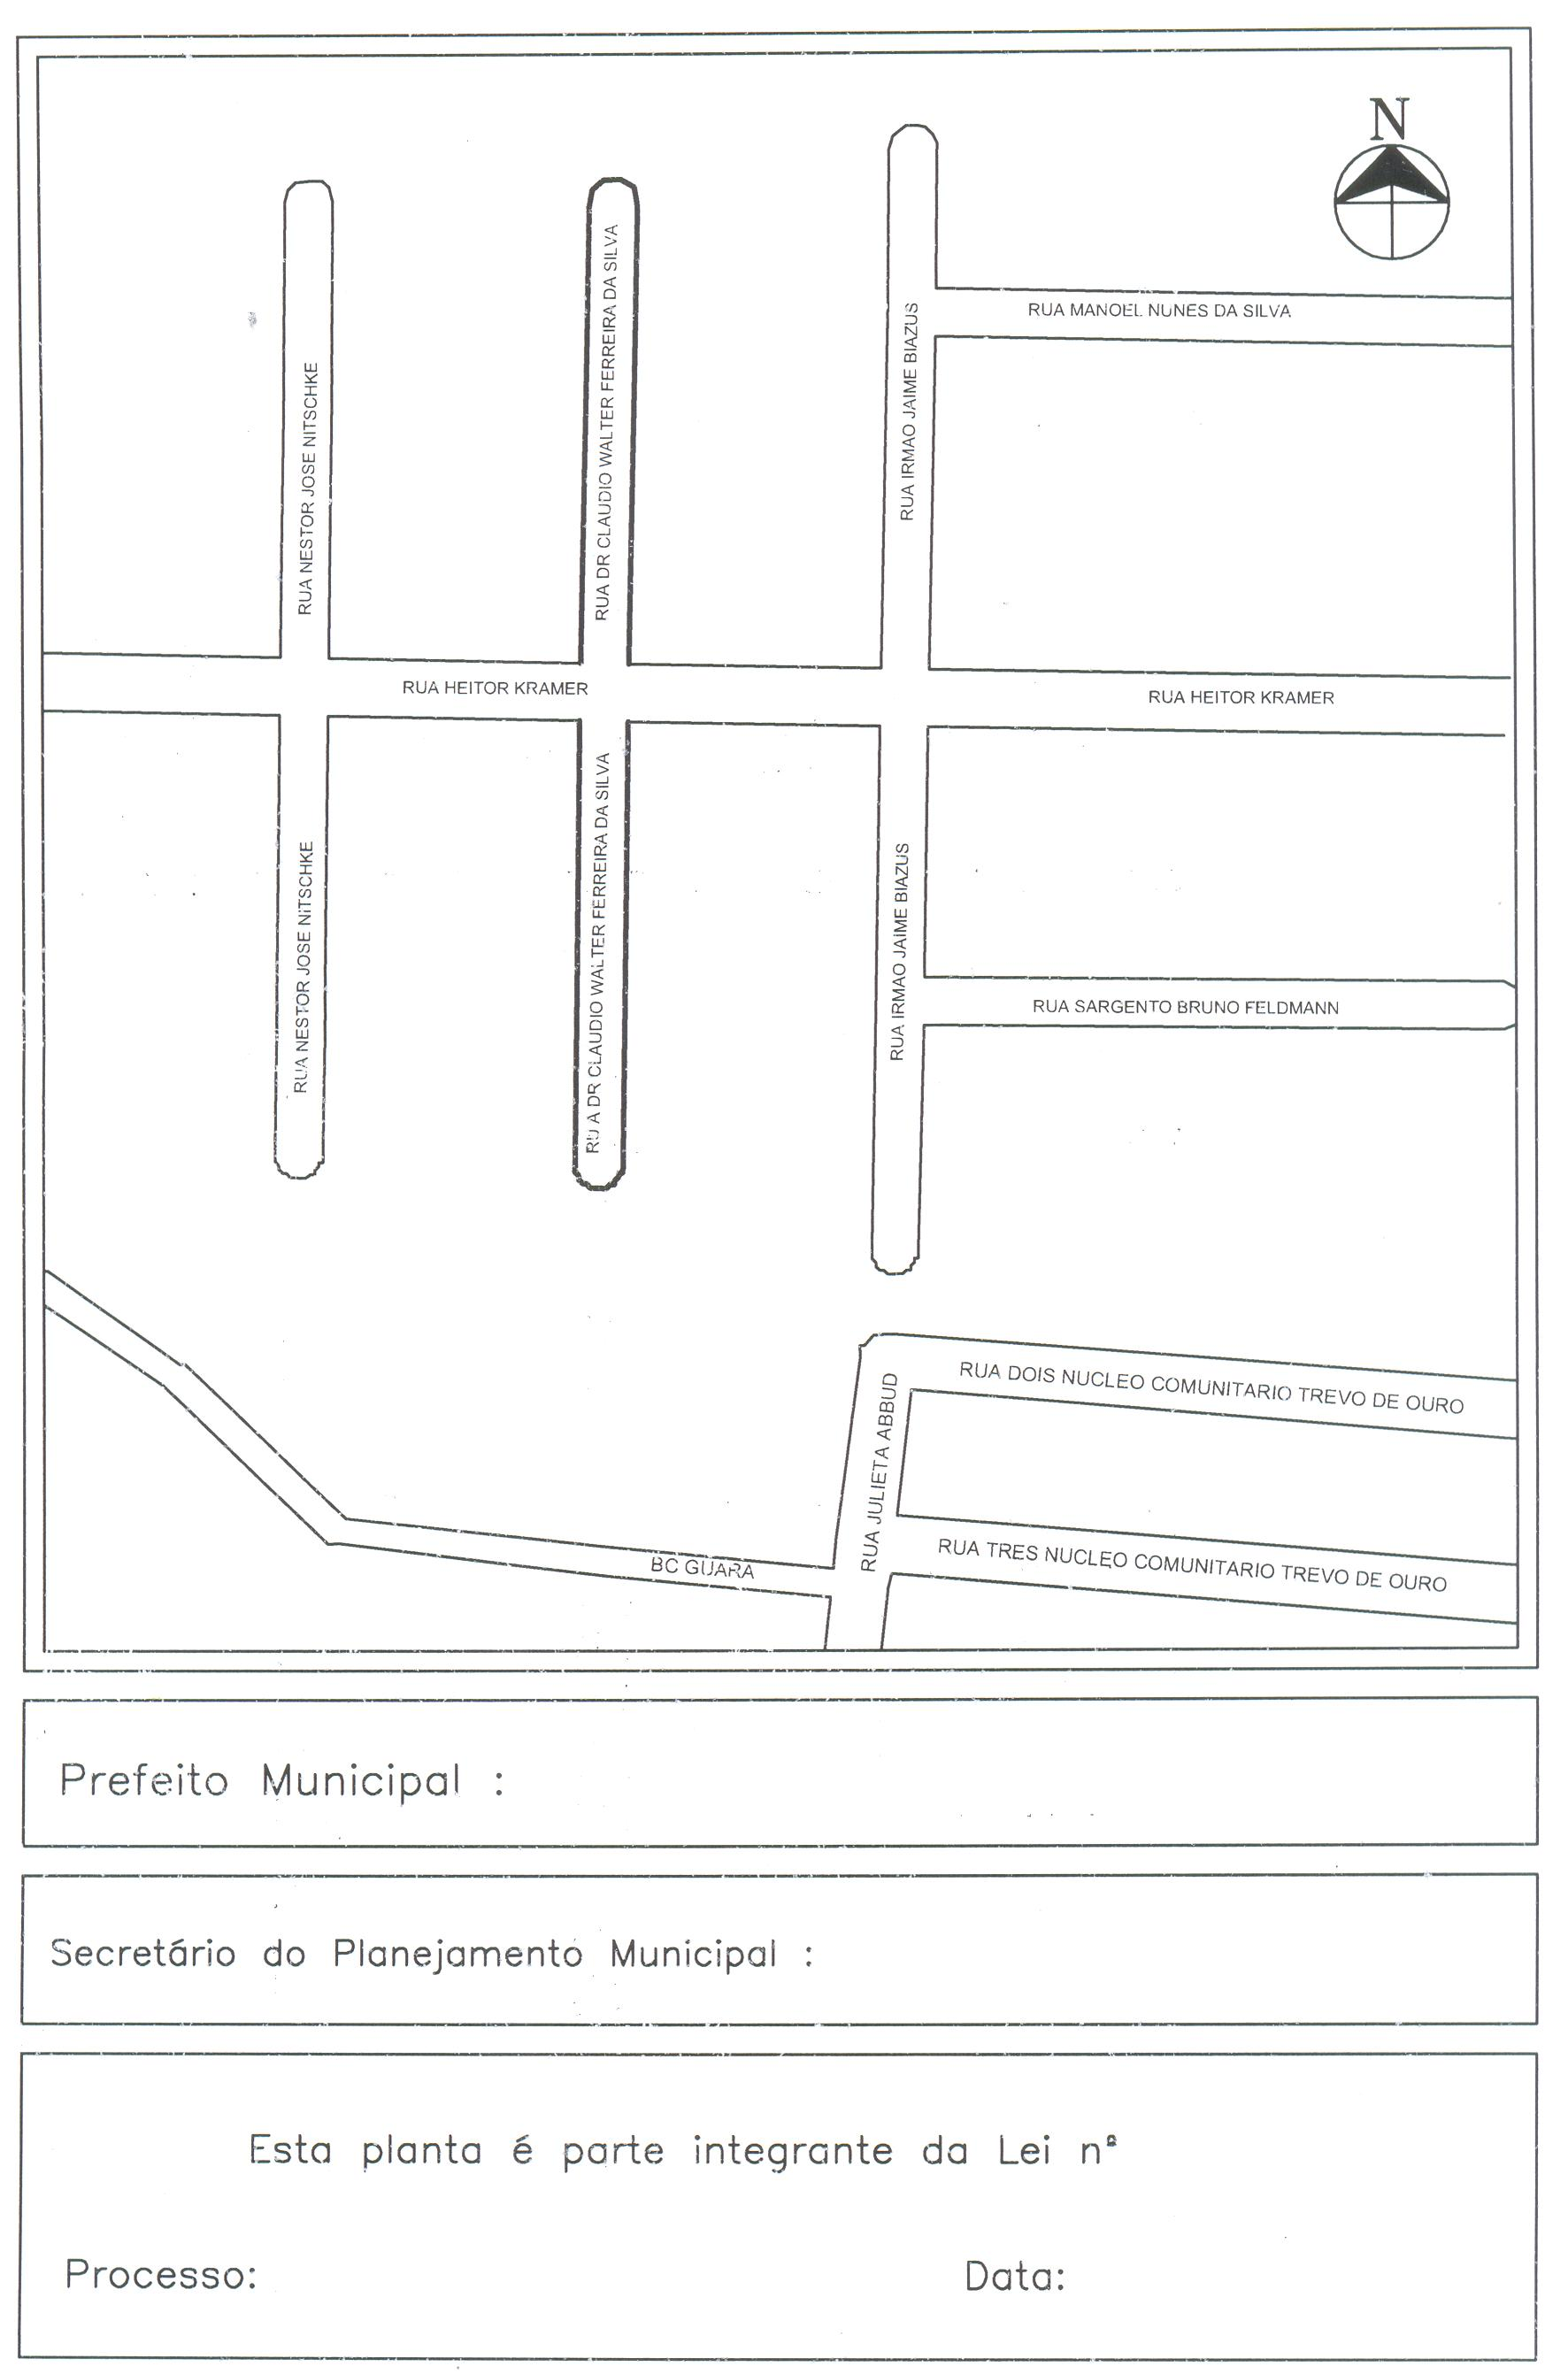 N
RUA MANOEL NUNES DA SILVA
RUA NESTOR JOSE NITSCHKE
RUA DR CLAUDIO WALTER FERREIRA DA SILVA
RUA IRMAO JAIME BIAZUS
RUA HEITOR KRAMER
RUA HEITOR KRAMER
RUA NESTOR JOSE NITSCHKE
RUA DR CLAUDIO WALTER FERREIRA DA SILVA
RUA IRMAO JAIME BIAZUS
RUA SARGENTO BRUNO FELDMANN
RUA DOIS NUCLEO COMUNITARIO TREVO DE OURO
RUA JULIETA ABBUD
RUA TRES NUCLEO COMUNITARIO TREVO DE OURO
BC GUARA
Prefeito Municipal :
Secretário do Planejamento Municipal :
Esta planta é parte integrante da Lei nº
Processo: Data: